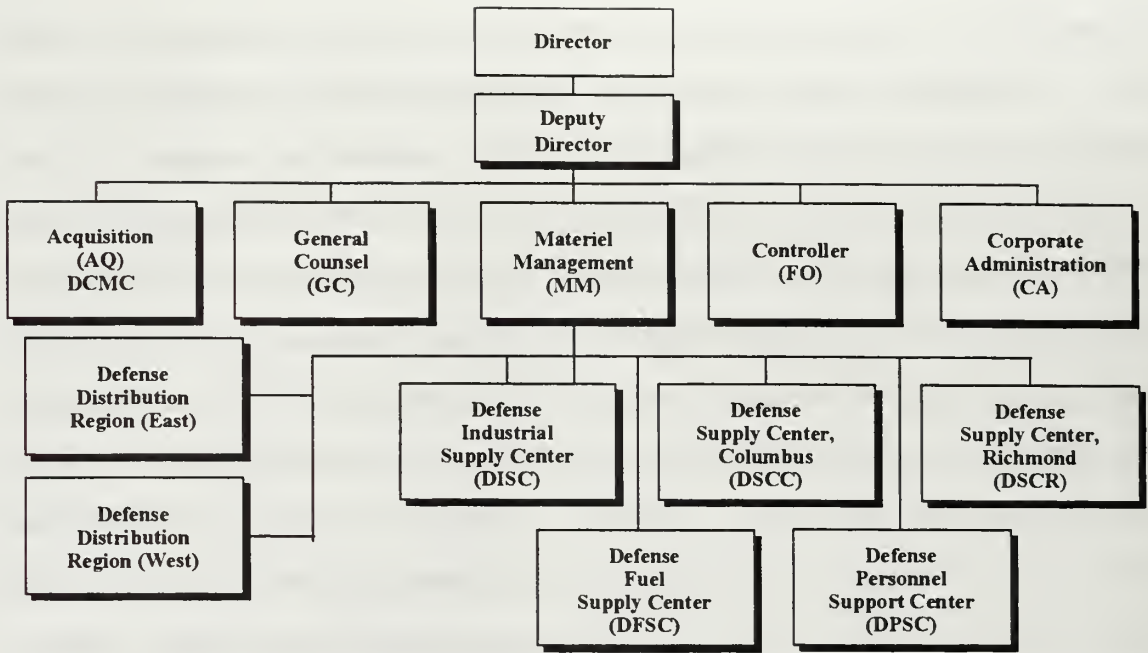 Director
Deputy
Director
Acquisition
(AQ)
DCMC
General
Counsel
(GC)
Materiel
Management
(MM)
Controller
(FO)
Corporate
Administration
(CA)
Defense
Distribution
Region (East)
Defense
Distribution
Region (West)
Defense
Industrial
Supply Center
(DISC)
Defense
Supply Center,
Columbus
(DSCC)
Defense
Supply Center,
Richmond
(DSCR)
Defense
Fuel
Supply Center
(DFSC)
Defense
Personnel
Support Center
(DPSC)